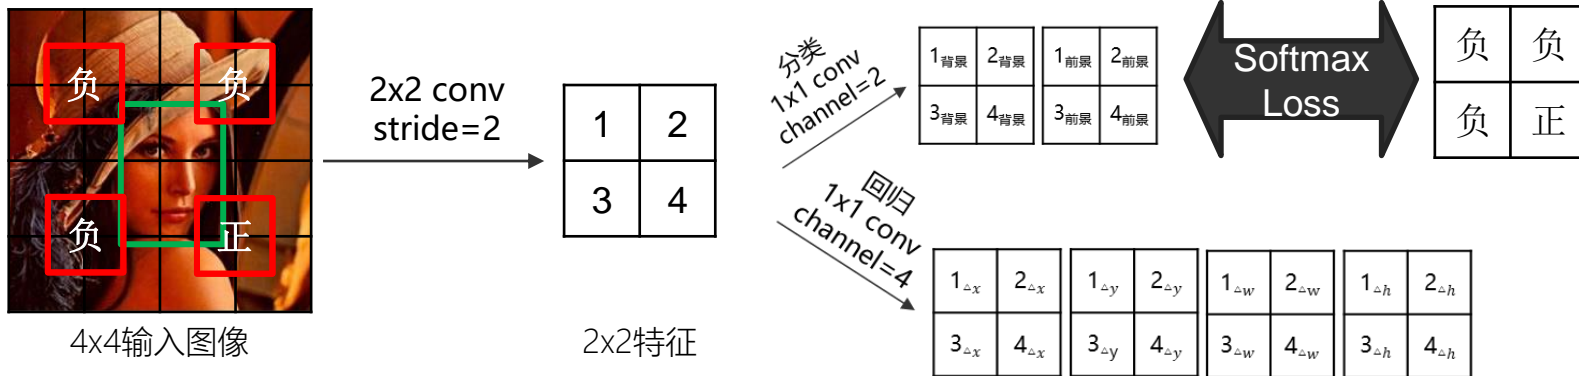 负 负
负 正
4x4输入图像
2x2 conv
stride=2
1 2
3 4
2x2特征
分类
1x1 conv
channel=2
1背景 2背景
3背景 4背景
1前景 2前景
3前景 4前景
Softmax
Loss
负 负
负 正
回归
1x1 conv
channel=4
1△x 2△x
3△x 4△x
1△y 2△y
3△y 4△y
1△w 2△w
3△w 4△w
1△h 2△h
3△h 4△h